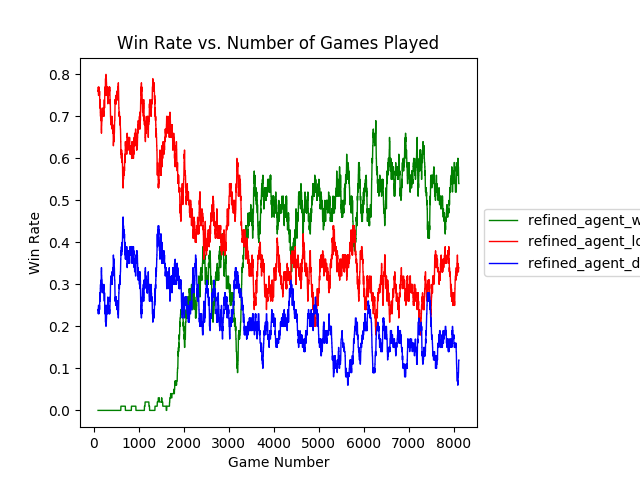 Win Rate vs. Number of Games Played
0.8
0.7
0.6
0.5
0.4
0.3
0.2
0.1
0.0
Win Rate
0 1000 2000 3000 4000 5000 6000 7000 8000
Game Number
refined_agent_w
refined_agent_lo
refined_agent_d